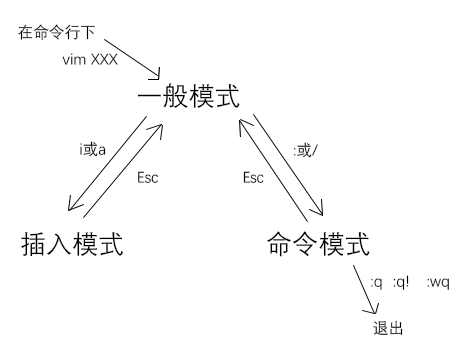 在命令行下
vim XXX
一般模式
i或a
Esc
Esc
:或/
插入模式
命令模式
:q :q! :wq
退出